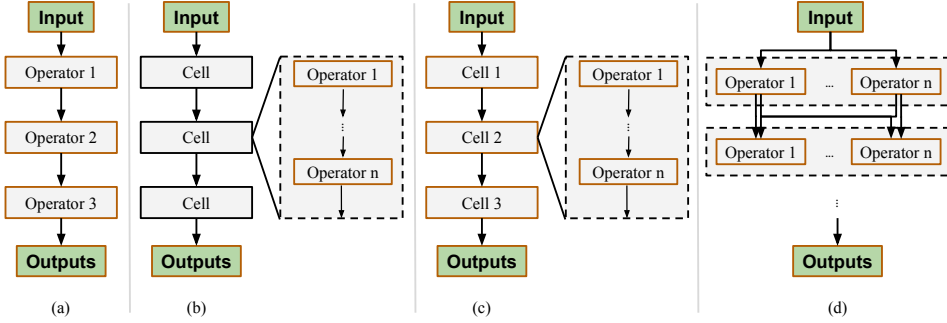 Input
Operator 1
Operator 2
Operator 3
Outputs
(a)
Input
Cell
Cell
Cell
Outputs
Operator 1
...
Operator n
(b)
Input
Cell 1
Cell 2
Cell 3
Outputs
Operator 1
...
Operator n
(c)
Input
Operator 1 ... Operator n
Operator 1 ... Operator n
...
Outputs
(d)